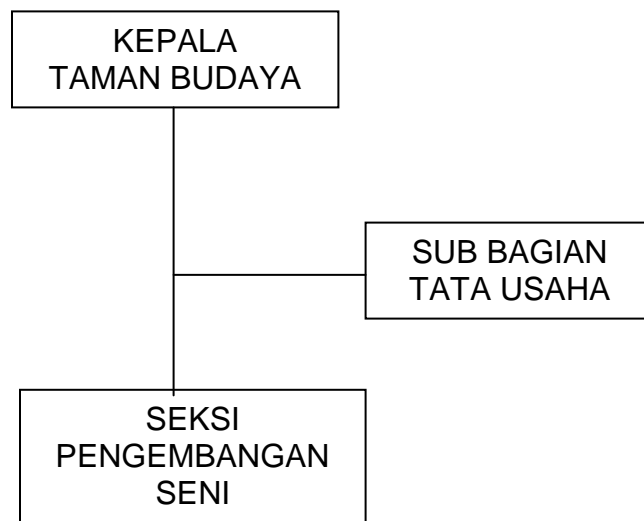 KEPALA
TAMAN BUDAYA
SUB BAGIAN
TATA USAHA
SEKSI
PENGEMBANGAN
SENI